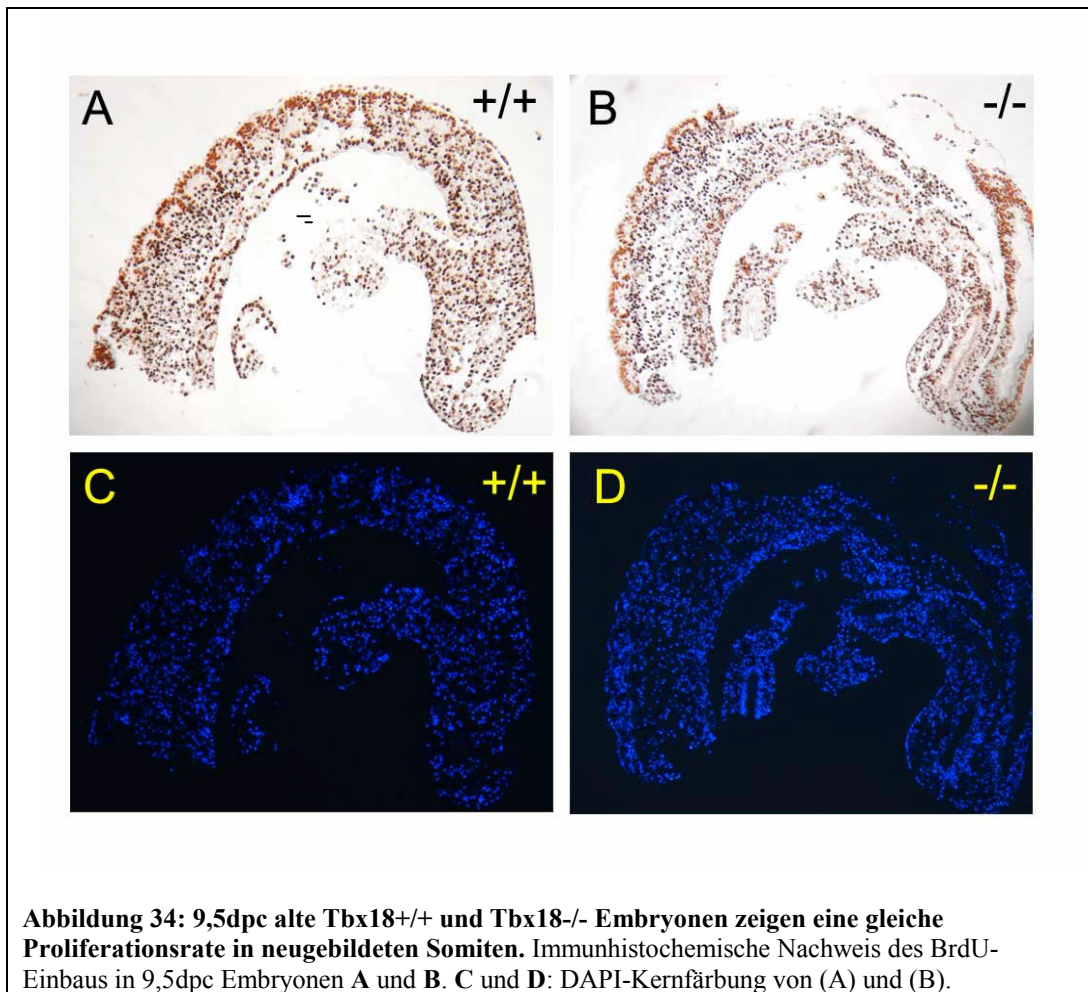 A +/+
B -/-
C +/+
D -/-
Abbildung 34: 9,5dpc alte Tbx18+/+ und Tbx18-/- Embryonen zeigen eine gleiche
Proliferationsrate in neugebildeten Somiten. Immunhistochemische Nachweis des BrdU-
Einbaus in 9,5dpc Embryonen A und B. C und D: DAPI-Kernfärbung von (A) und (B).